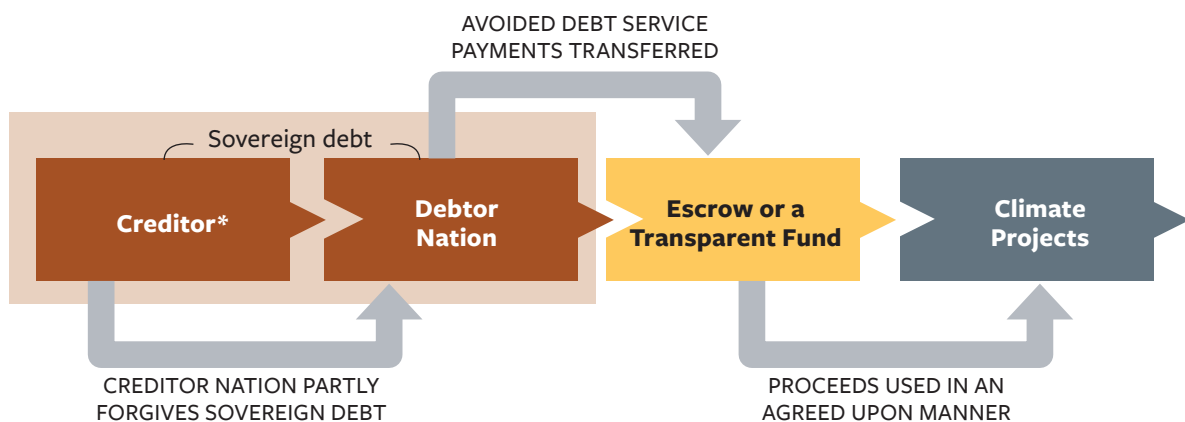 AVOIDED DEBT SERVICE
PAYMENTS TRANSFERRED
Sovereign debt
Creditor*
Debtor
Nation
Escrow or a
Transparent Fund
Climate
Projects
CREDITOR NATION PARTLY
FORGIVES SOVEREIGN DEBT
PROCEEDS USED IN AN
AGREED UPON MANNER